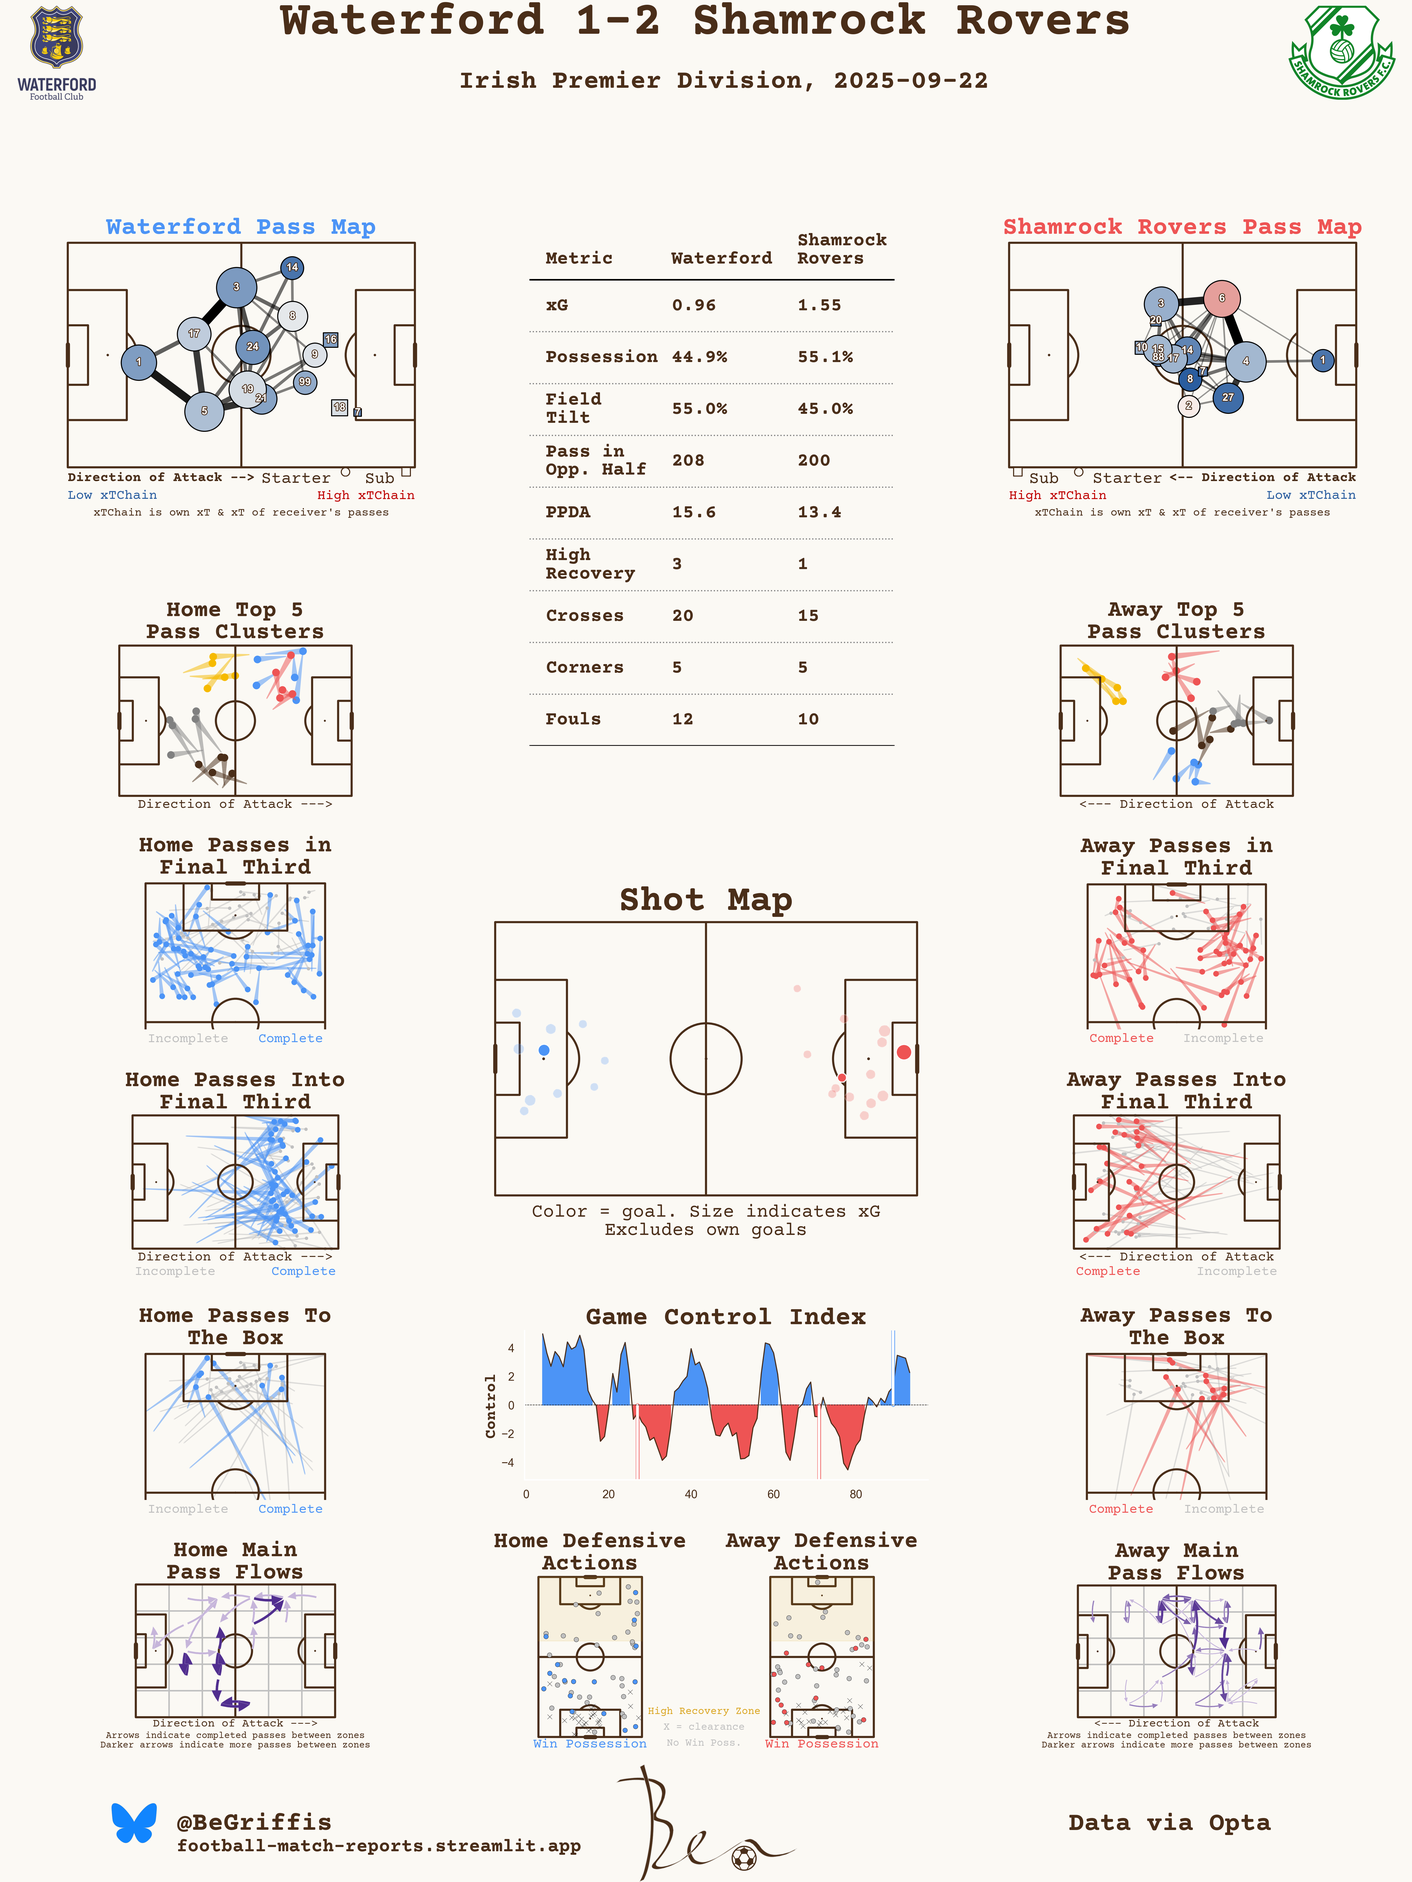 Waterford 1-2 Shamrock Rovers
Irish Premier Division, 2025-09-22
WATERFORD
Football Club
SHAMROCK ROVERS F.C.
Waterford Pass Map
14
3
8
17
16
24
9
1
99
19
21
5
18
7
Direction of Attack --> Starter Sub
Low xTChain High xTChain
xTChain is own xT & xT of receiver's passes
Metric Waterford Shamrock Rovers
xG 0.96 1.55
Possession 44.9% 55.1%
Field Tilt 55.0% 45.0%
Pass in Opp. Half 208 200
PPDA 15.6 13.4
High Recovery 3 1
Crosses 20 15
Corners 5 5
Fouls 12 10
Shamrock Rovers Pass Map
3
6
20
10
15
14
88
17
4
1
7
8
27
2
Sub Starter <-- Direction of Attack
High xTChain Low xTChain
xTChain is own xT & xT of receiver's passes
Home Top 5
Pass Clusters
Direction of Attack --->
Away Top 5
Pass Clusters
<--- Direction of Attack
Home Passes in
Final Third
Incomplete Complete
Away Passes in
Final Third
Complete Incomplete
Shot Map
Color = goal. Size indicates xG
Excludes own goals
Home Passes Into
Final Third
Direction of Attack --->
Incomplete Complete
Away Passes Into
Final Third
<--- Direction of Attack
Complete Incomplete
Home Passes To
The Box
Incomplete Complete
Game Control Index
Control
4
2
0
−2
−4
0 20 40 60 80
Away Passes To
The Box
Complete Incomplete
Home Main
Pass Flows
Direction of Attack --->
Arrows indicate completed passes between zones
Darker arrows indicate more passes between zones
Home Defensive
Actions
Win Possession
High Recovery Zone
X = clearance
No Win Poss.
Away Defensive
Actions
Win Possession
Away Main
Pass Flows
<--- Direction of Attack
Arrows indicate completed passes between zones
Darker arrows indicate more passes between zones
@BeGriffis
football-match-reports.streamlit.app
Ben
Data via Opta